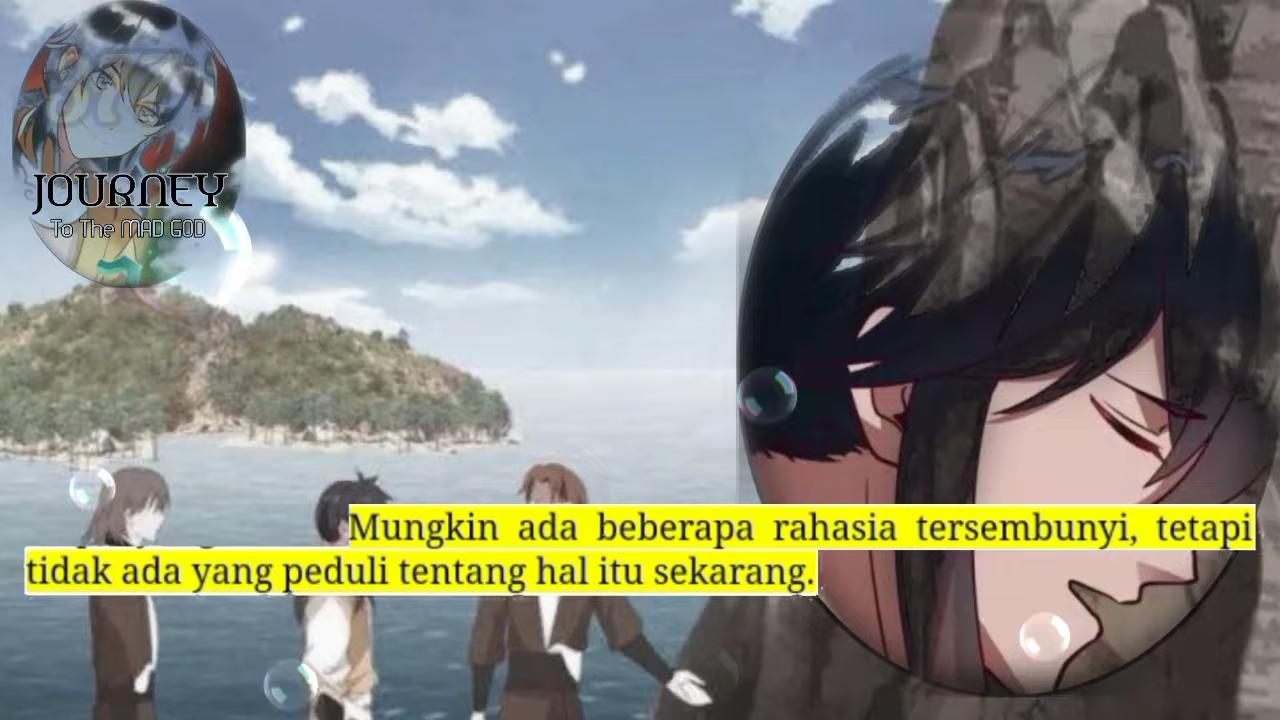 JOURNEY
To The MAD GOD
Mungkin ada beberapa rahasia tersembunyi, tetapi
tidak ada yang peduli tentang hal itu sekarang.